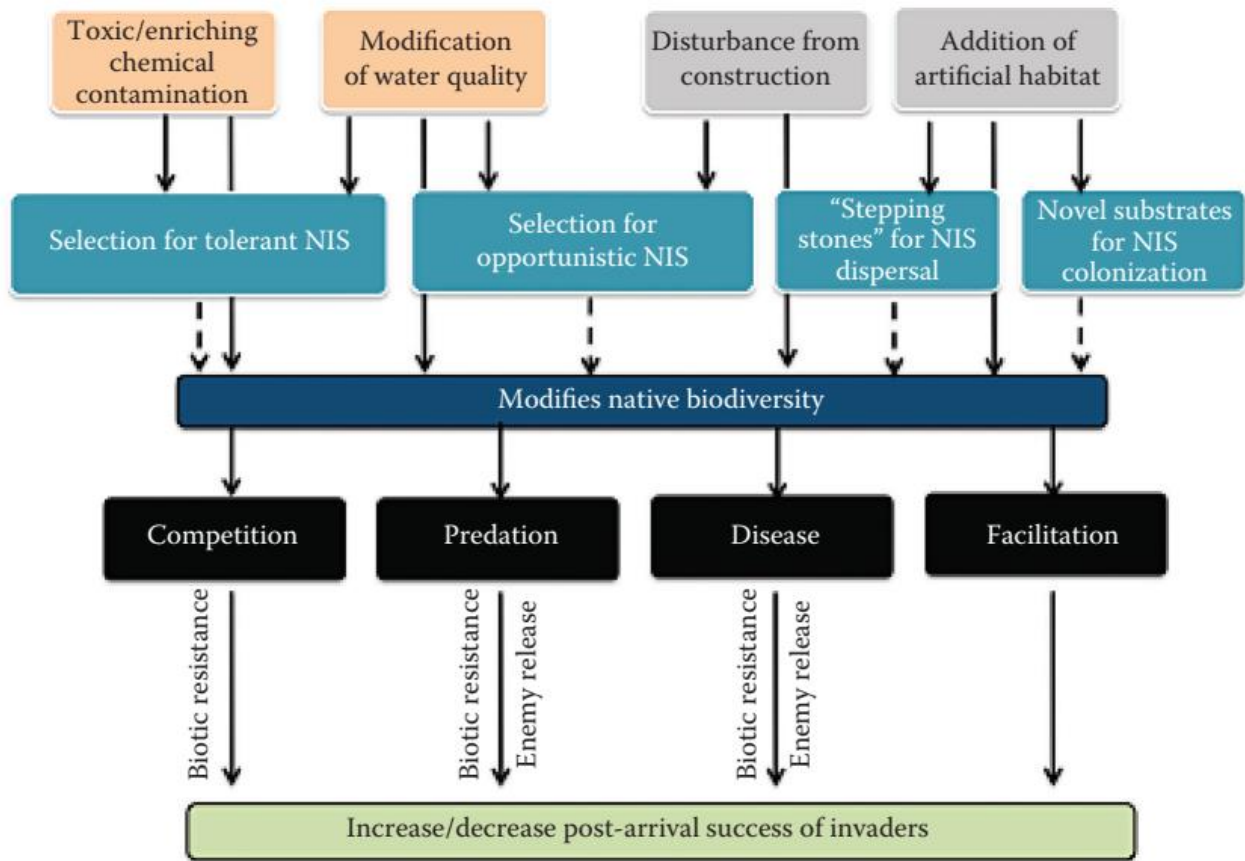 Toxic/enriching
chemical
contamination
Modification
of water quality
Disturbance from
construction
Addition of
artificial habitat
Selection for tolerant NIS
Selection for
opportunistic NIS
“Stepping
stones” for NIS
dispersal
Novel substrates
for NIS
colonization
Modifies native biodiversity
Competition
Predation
Disease
Facilitation
Biotic resistance
Biotic resistance
Enemy release
Biotic resistance
Enemy release
Increase/decrease post-arrival success of invaders